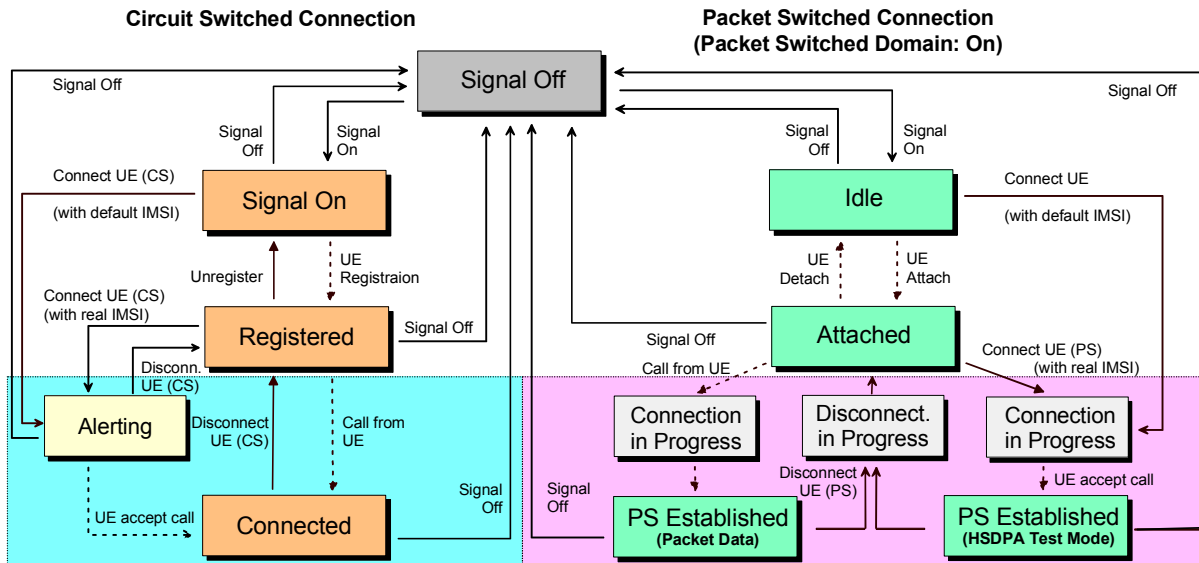 Circuit Switched Connection
Packet Switched Connection
(Packet Switched Domain: On)
Signal Off
Signal Off
Signal Off
Signal
Off
Signal
On
Signal
Off
Signal
On
Connect UE (CS)
(with default IMSI)
Signal On
Idle
Connect UE
(with default IMSI)
Unregister
UE
Registraion
UE
Detach
UE
Attach
Connect UE (CS)
(with real IMSI)
Registered
Signal Off
Attached
Signal Off
Disconn.
UE (CS)
Call from UE
Connect UE (PS)
(with real IMSI)
Alerting
Disconnect
UE (CS)
Call from
UE
Connection
in Progress
Disconnect.
in Progress
Connection
in Progress
UE accept call
Connected
Signal
Off
Signal
Off
Disconnect
UE (PS)
UE accept call
PS Established
(Packet Data)
PS Established
(HSDPA Test Mode)